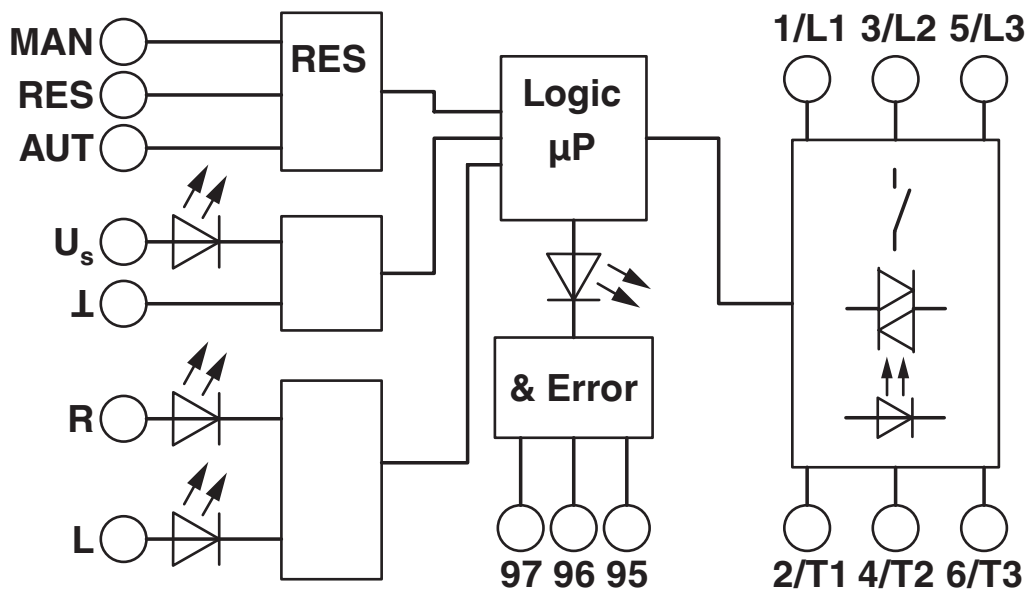 MAN
RES
AUT
RES
Us
⊥
R
L
Logic
µP
& Error
97 96 95
1/L1 3/L2 5/L3
2/T1 4/T2 6/T3